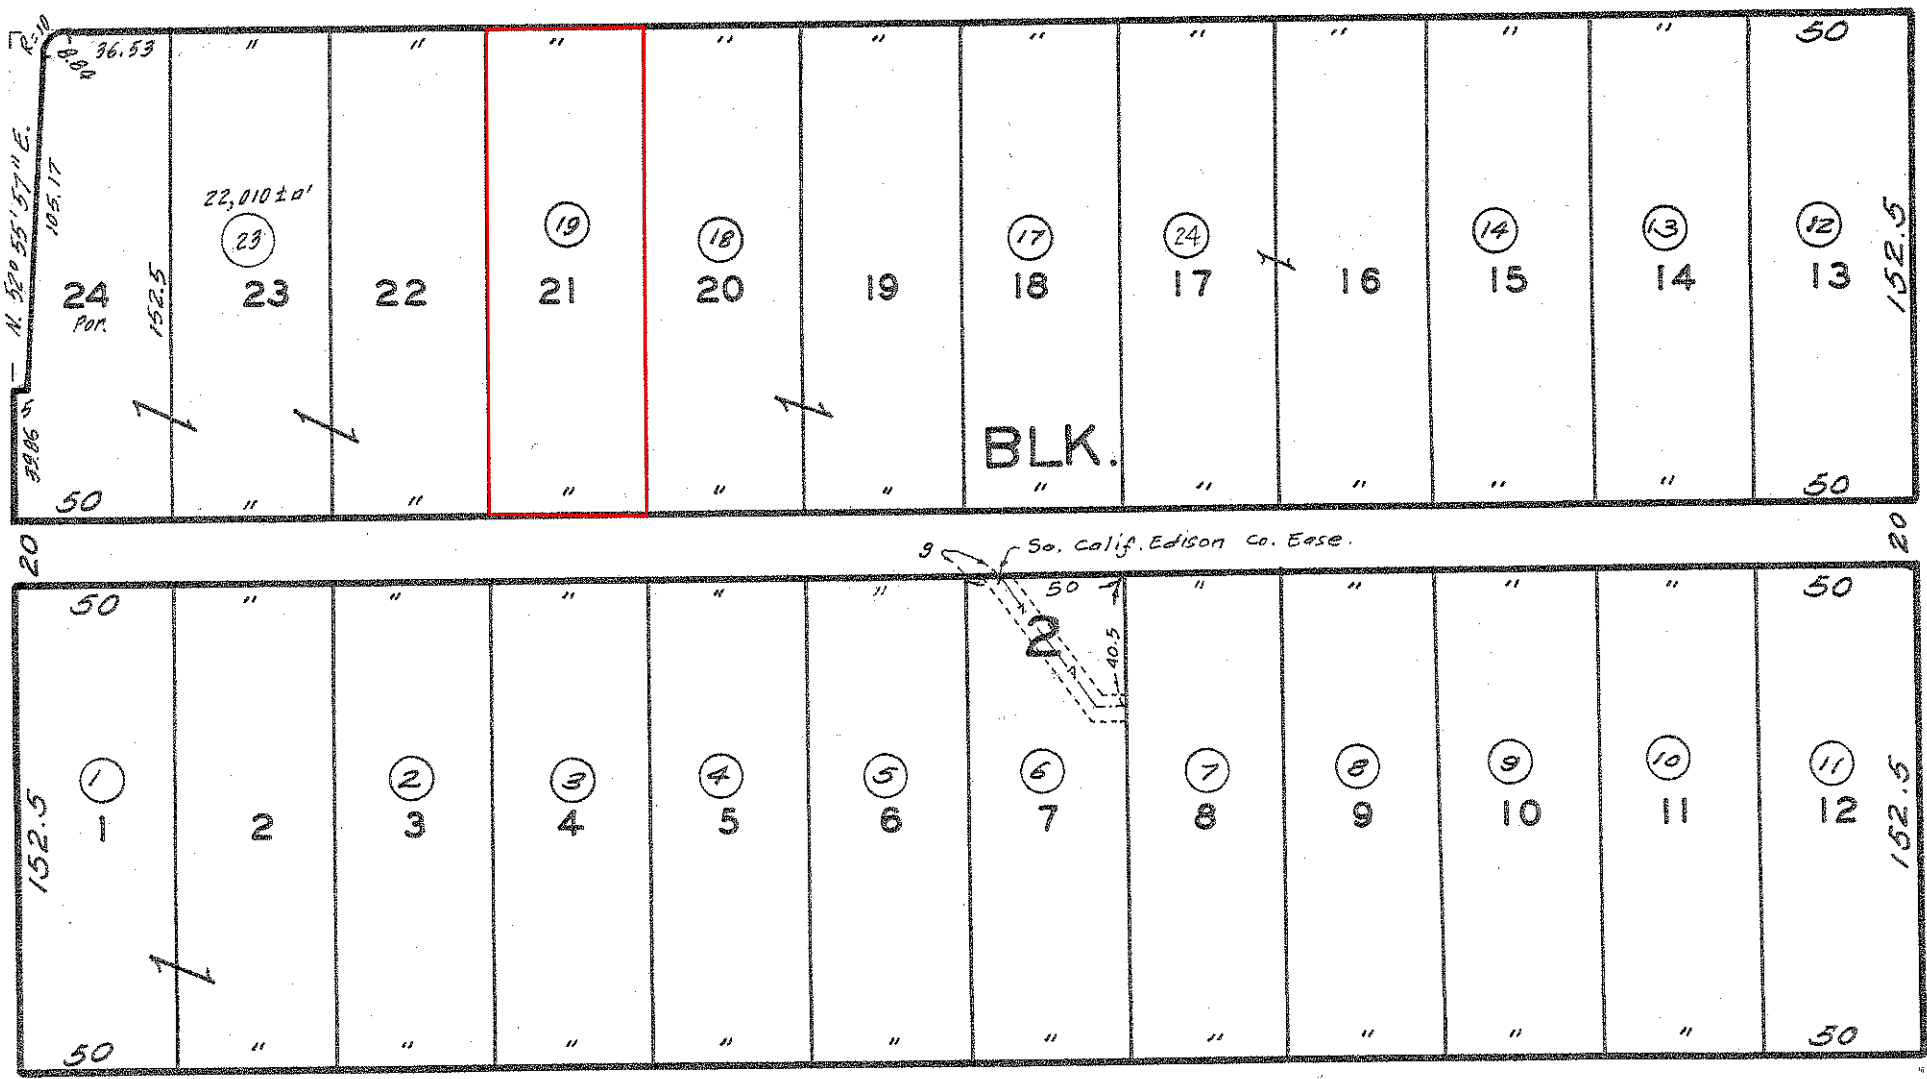 R=10
36.53 " " " " " " " " " " 50
8.89
N. 52° 55' 57" E.
105.17
152.5
22,010 ± □'
23 19 18 17 24 14 13 12
24 23 22 21 20 19 18 17 16 15 14 13
Por.
152.5
39.86
BLK.
50 " " " " " " " " " " 50
20 20
9 So. Calif. Edison Co. Ease.
50 " " " " " 50 " " " " 50
2
40.5
1 2 3 4 5 6 7 8 9 10 11
1 2 3 4 5 6 7 8 9 10 11 12
152.5 152.5
50 " " " " " " " " " " 50